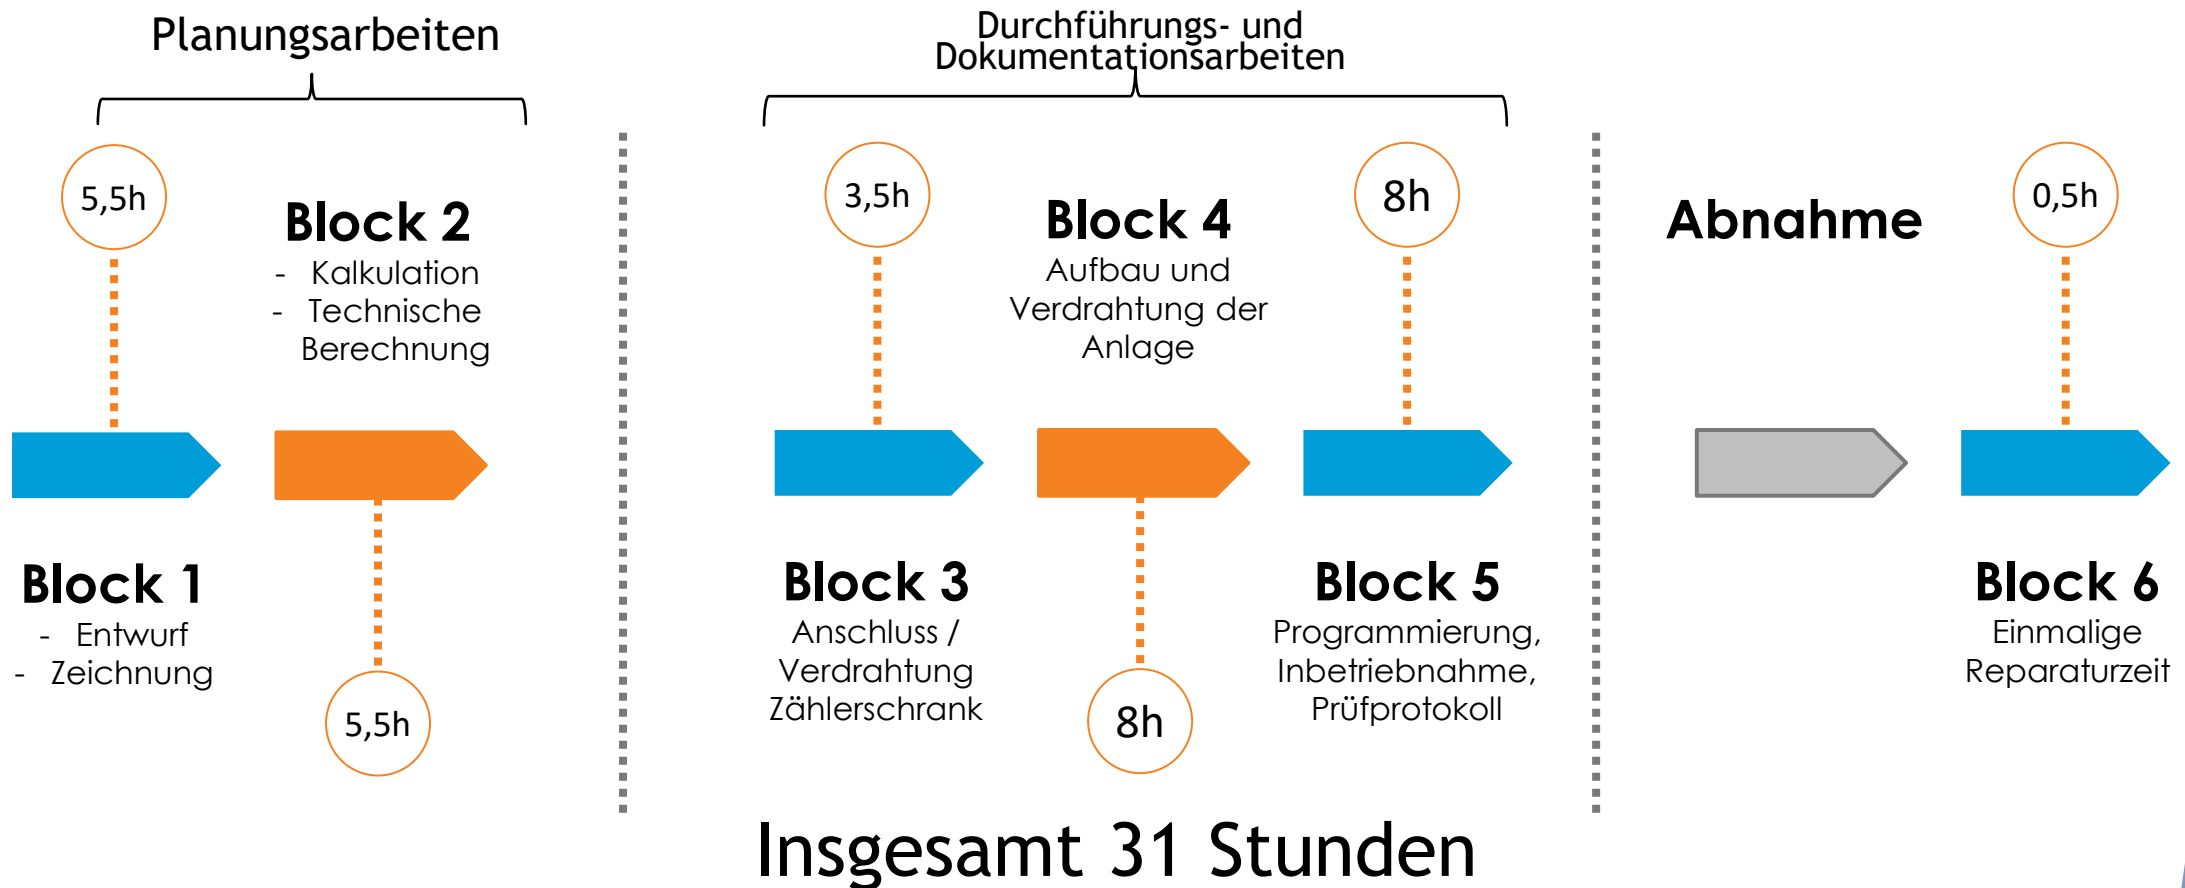 Planungsarbeiten
5,5h
Block 2
- Kalkulation
- Technische
Berechnung
Block 1
- Entwurf
- Zeichnung
5,5h
Durchführungs- und
Dokumentationsarbeiten
3,5h
Block 4
Aufbau und
Verdrahtung der
Anlage
8h
Block 3
Anschluss /
Verdrahtung
Zählerschrank
8h
Block 5
Programmierung,
Inbetriebnahme,
Prüfprotokoll
Abnahme
0,5h
Block 6
Einmalige
Reparaturzeit
Insgesamt 31 Stunden